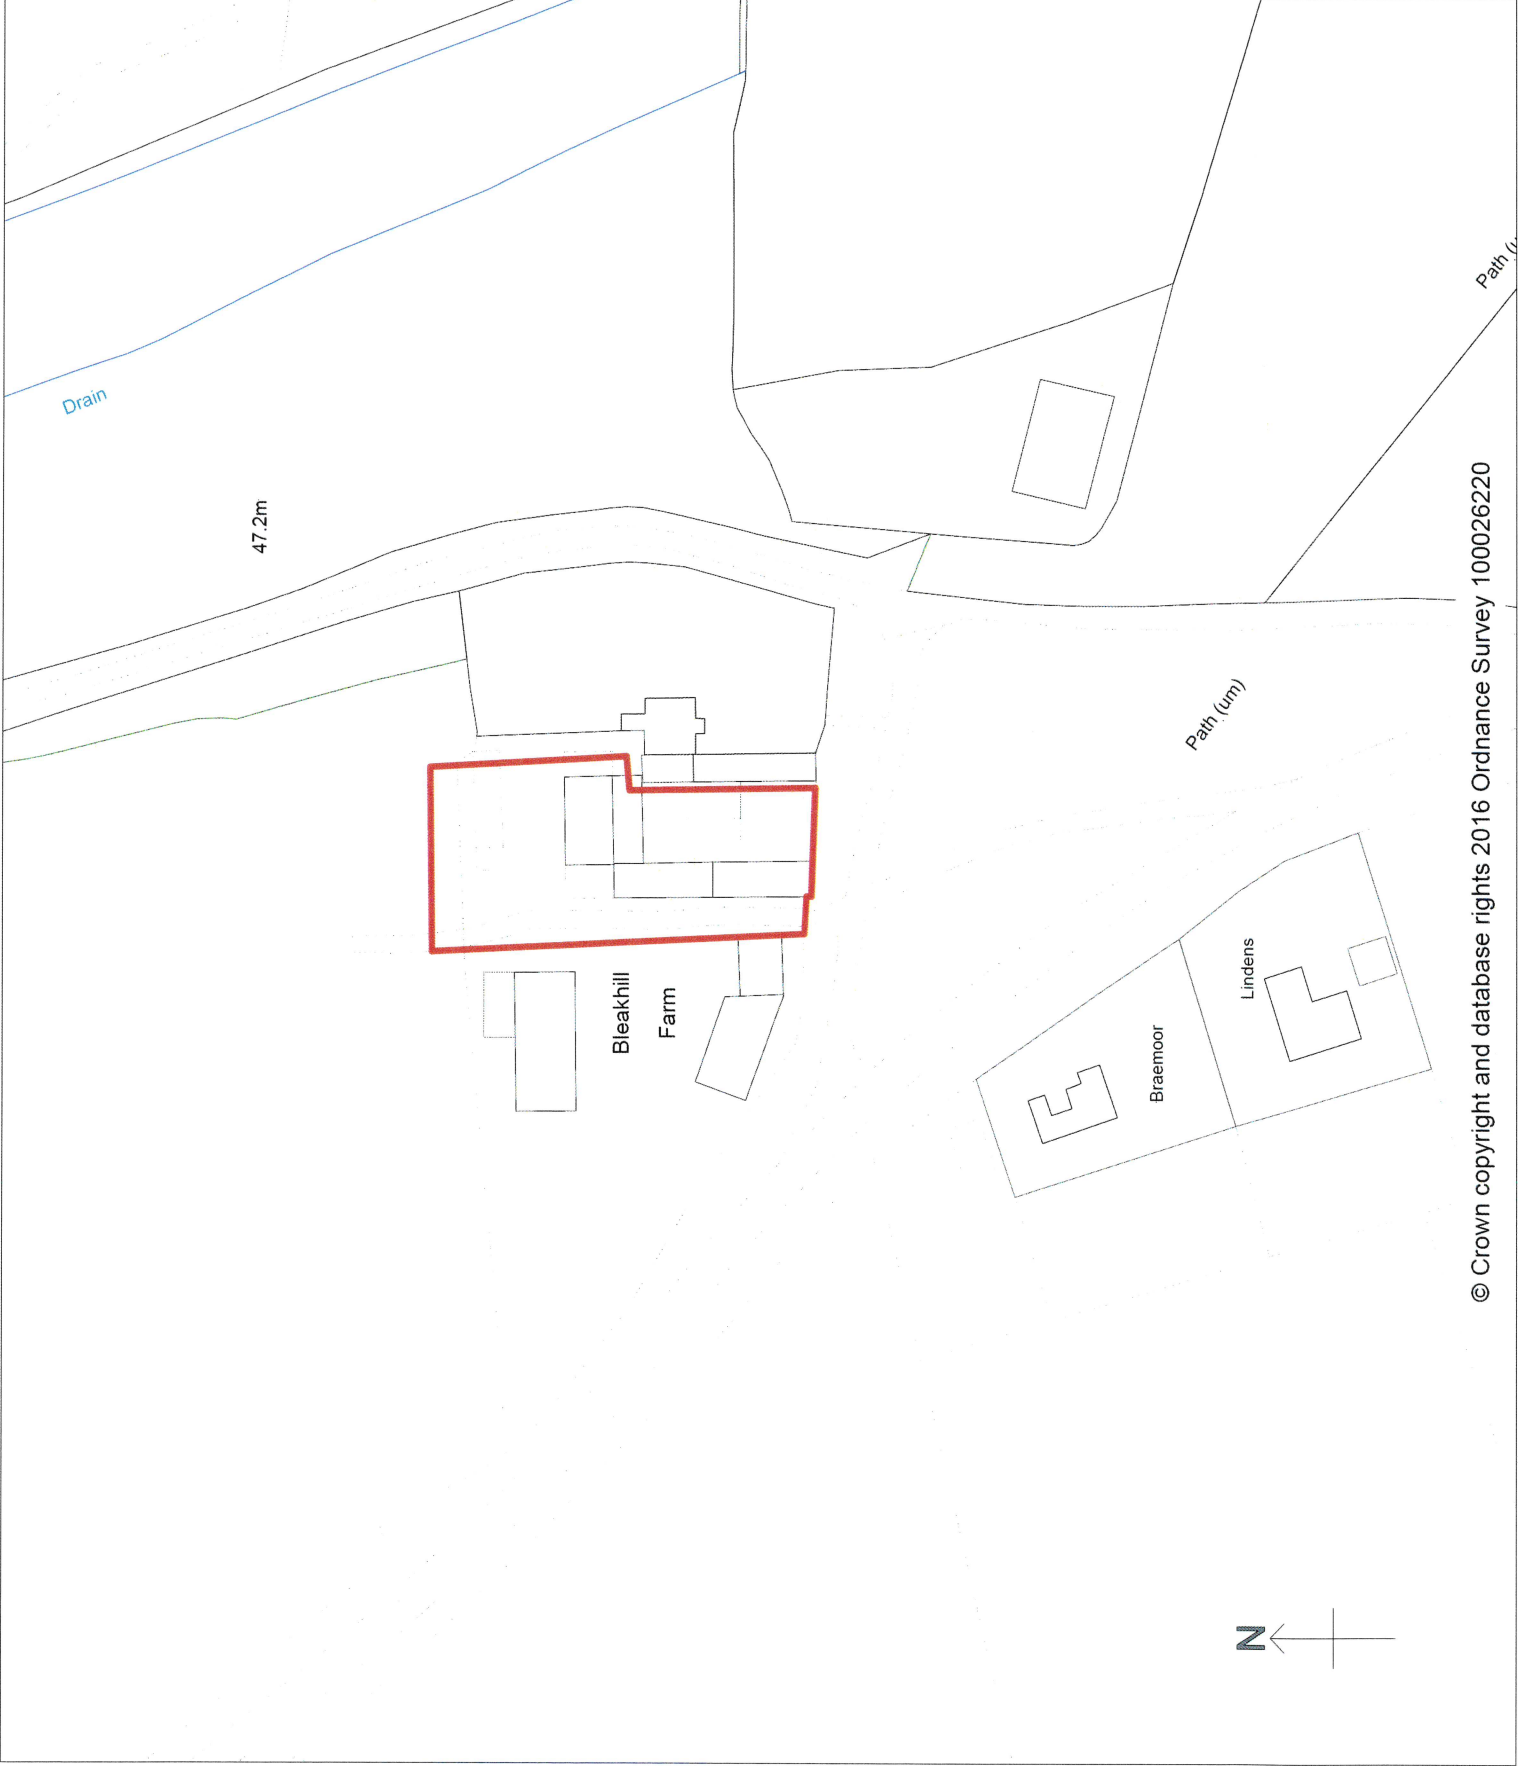 Drain
47.2m
Path (u
Path (um)
Bleakhill
Farm
Lindens
Braemoor
N
© Crown copyright and database rights 2016 Ordnance Survey 100026220